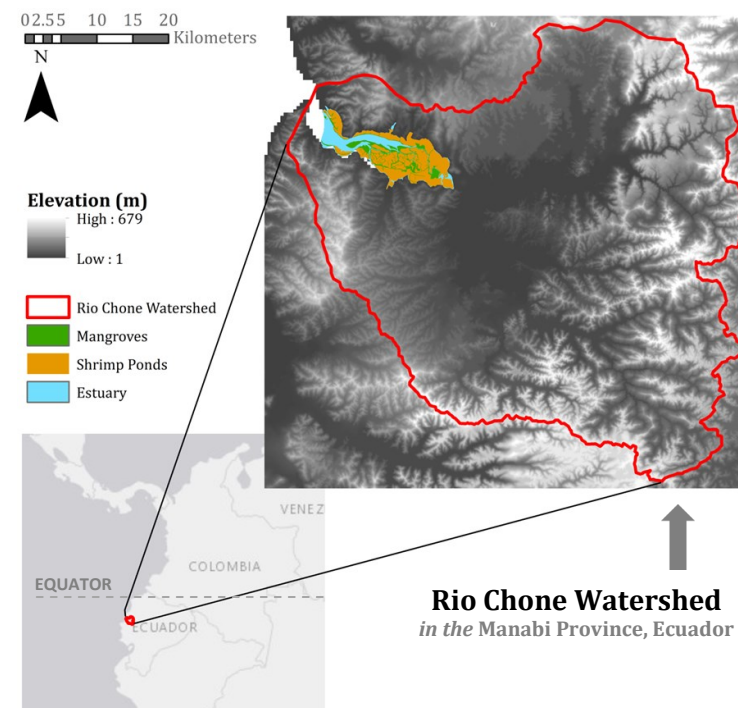 0 2.5 5 10 15 20
Kilometers
N
Elevation (m)
High : 679
Low : 1
Rio Chone Watershed
Mangroves
Shrimp Ponds
Estuary
VENEZ
COLOMBIA
EQUATOR
ECUADOR
Rio Chone Watershed
in the Manabi Province, Ecuador